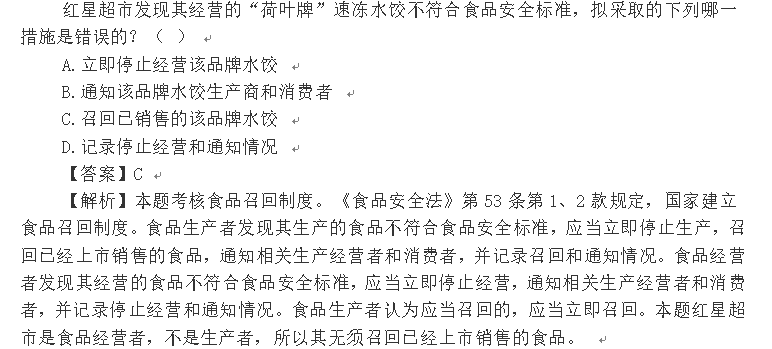 红星超市发现其经营的“荷叶牌”速冻水饺不符合食品安全标准，拟采取的下列哪一
措施是错误的？（ ）
A.立即停止经营该品牌水饺
B.通知该品牌水饺生产商和消费者
C.召回已销售的该品牌水饺
D.记录停止经营和通知情况
【答案】C
【解析】本题考核食品召回制度。《食品安全法》第 53 条第 1、2 款规定，国家建立
食品召回制度。食品生产者发现其生产的食品不符合食品安全标准，应当立即停止生产，召
回已经上市销售的食品，通知相关生产经营者和消费者，并记录召回和通知情况。食品经营
者发现其经营的食品不符合食品安全标准，应当立即停止经营，通知相关生产经营者和消费
者，并记录停止经营和通知情况。食品生产者认为应当召回的，应当立即召回。本题红星超
市是食品经营者，不是生产者，所以其无须召回已经上市销售的食品。